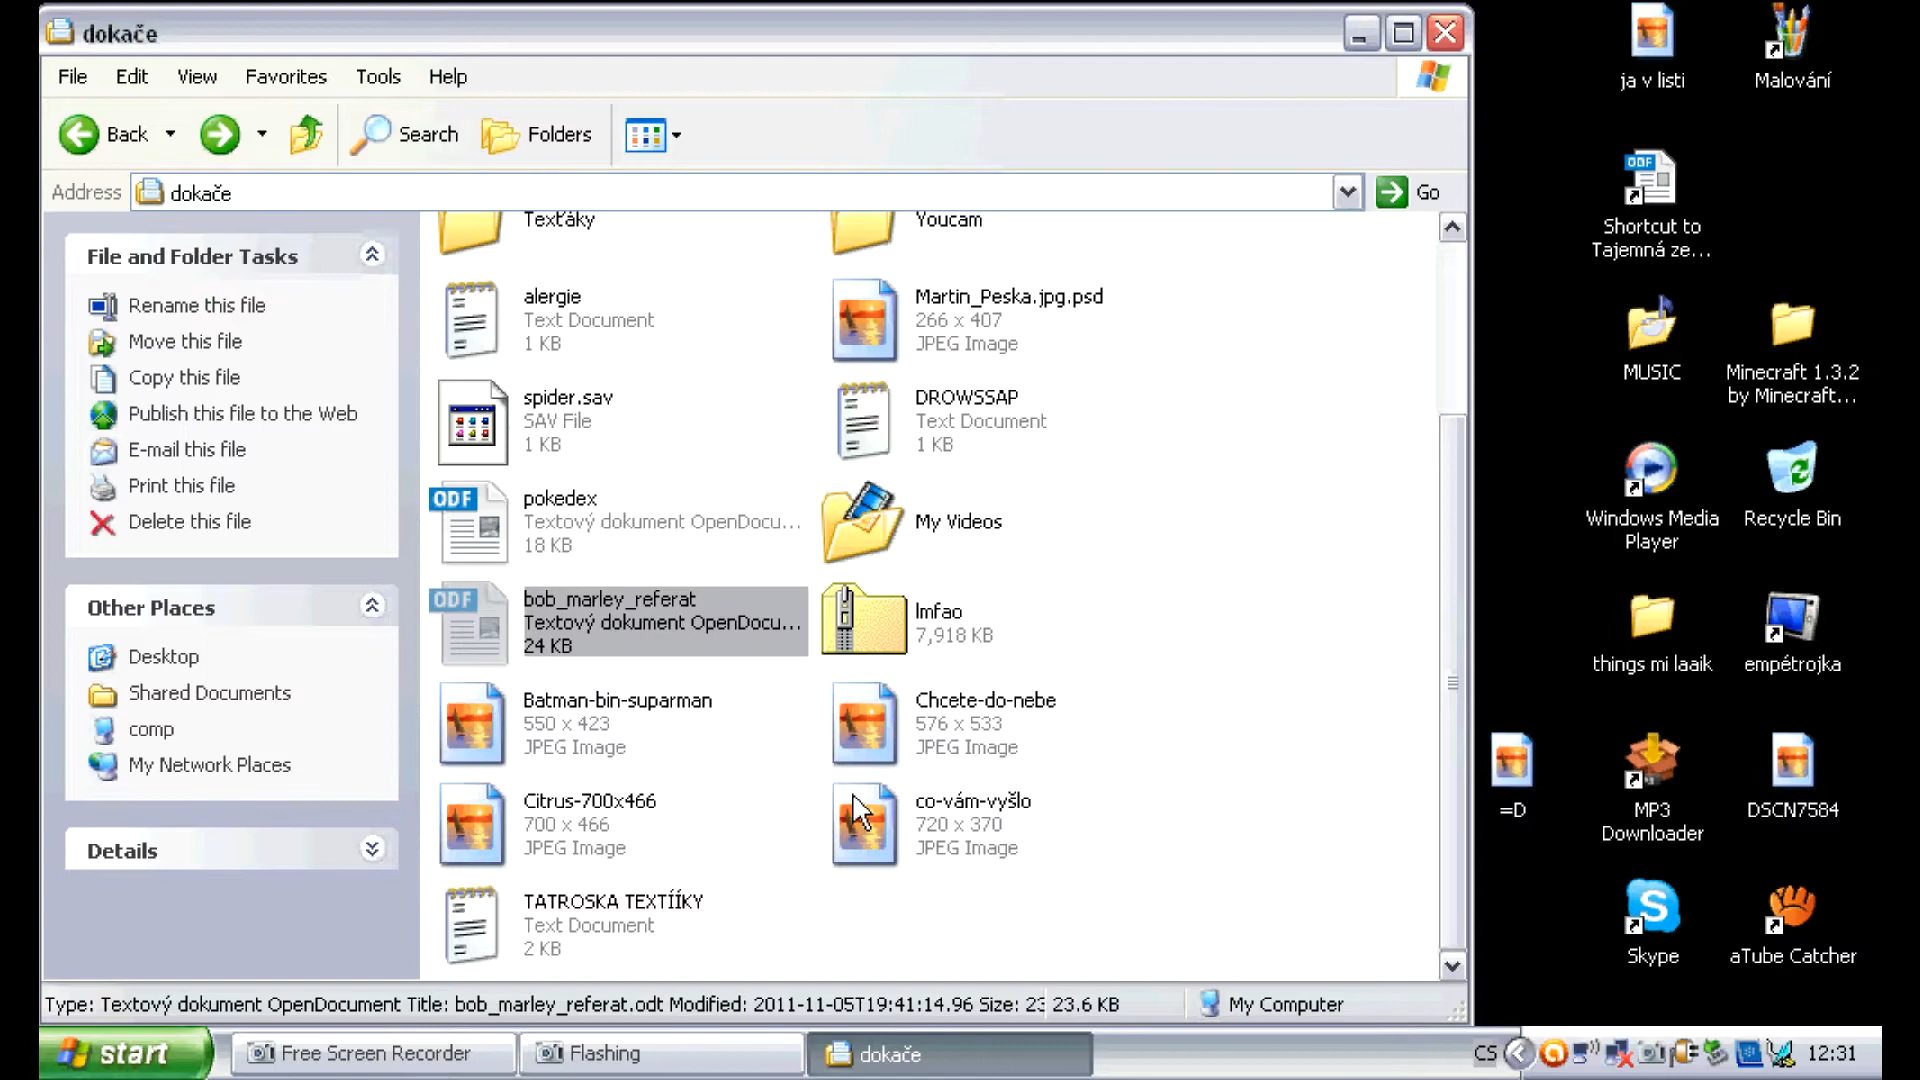 dokače
File Edit View Favorites Tools Help
Back Search Folders
Address dokače Go
File and Folder Tasks
Rename this file
Move this file
Copy this file
Publish this file to the Web
E-mail this file
Print this file
Delete this file
Other Places
Desktop
Shared Documents
comp
My Network Places
Details
Texťáky
Youcam
alergie
Text Document
1 KB
Martin_Peska.jpg.psd
266 x 407
JPEG Image
spider.sav
SAV File
1 KB
DROWSSAP
Text Document
1 KB
ODF
pokedex
Textový dokument OpenDocu...
18 KB
My Videos
ODF
bob_marley_referat
Textový dokument OpenDocu...
24 KB
lmfao
7,918 KB
Batman-bin-suparman
550 x 423
JPEG Image
Chcete-do-nebe
576 x 533
JPEG Image
Citrus-700x466
700 x 466
JPEG Image
co-vám-vyšlo
720 x 370
JPEG Image
TATROSKA TEXTÍÍKY
Text Document
2 KB
Type: Textový dokument OpenDocument Title: bob_marley_referat.odt Modified: 2011-11-05T19:41:14.96 Size: 23 23.6 KB My Computer
ja v listi
Malování
ODF
Shortcut to
Tajemná ze...
MUSIC
Minecraft 1.3.2
by Minecraft...
Windows Media
Player
Recycle Bin
things mi laaik
empétrojka
=D
MP3
Downloader
DSCN7584
Skype
aTube Catcher
start Free Screen Recorder Flashing dokače CS 12:31